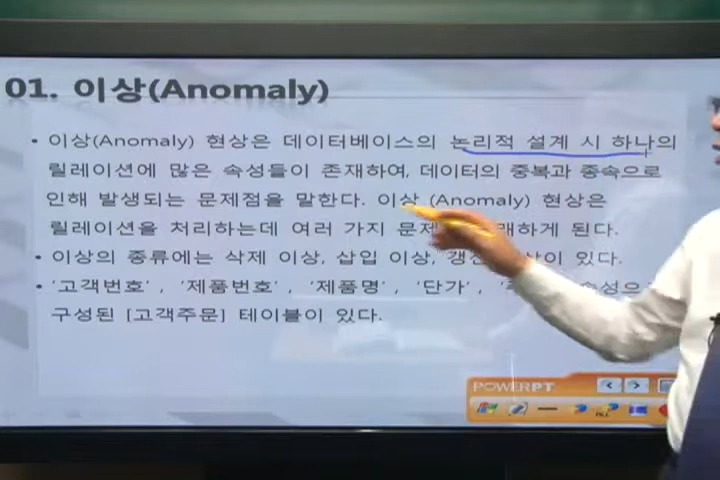 01. 이상(Anomaly)
• 이상(Anomaly) 현상은 데이터베이스의 논리적 설계 시 하나의
릴레이션에 많은 속성들이 존재하여, 데이터의 중복과 종속으로
인해 발생되는 문제점을 말한다. 이상 (Anomaly) 현상은
릴레이션을 처리하는데 여러 가지 하게 된다.
• 이상의 종류에는 삭제 이상, 삽입 이상, 있다.
• ‘고객번호’ , ‘제품번호’ , ‘제품명’ , ‘단가’ ,
구성된 [고객주문] 테이블이 있다.
POWERPT